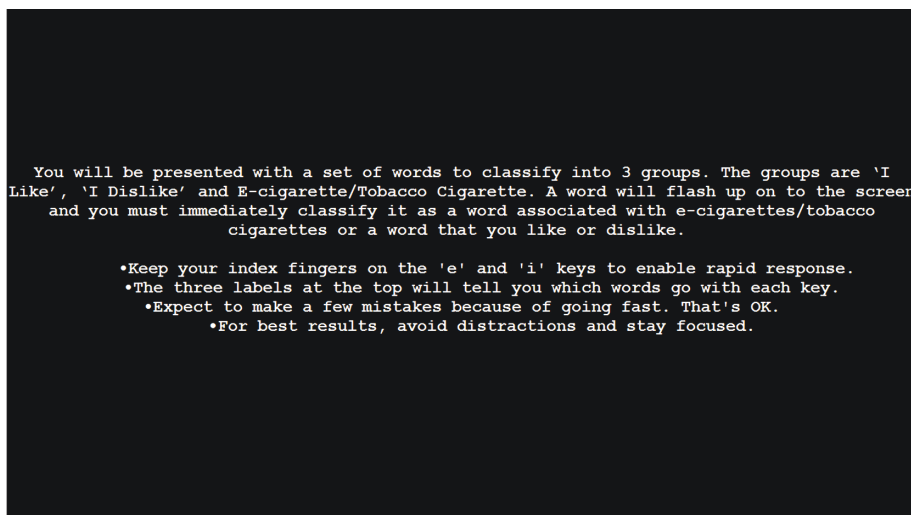 You will be presented with a set of words to classify into 3 groups. The groups are ‘I
Like’, ‘I Dislike’ and E-cigarette/Tobacco Cigarette. A word will flash up on to the screen
and you must immediately classify it as a word associated with e-cigarettes/tobacco
cigarettes or a word that you like or dislike.
•Keep your index fingers on the 'e' and 'i' keys to enable rapid response.
•The three labels at the top will tell you which words go with each key.
•Expect to make a few mistakes because of going fast. That's OK.
•For best results, avoid distractions and stay focused.